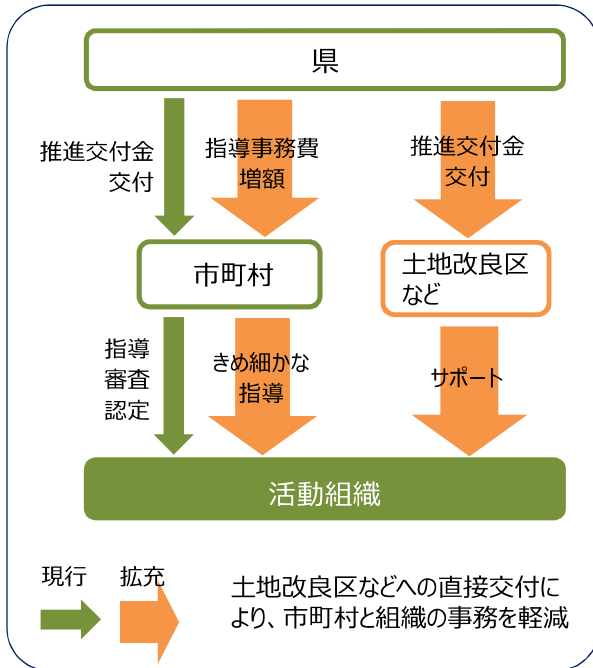 県
推進交付金
交付
指導事務費
増額
推進交付金
交付
市町村
土地改良区
など
指導
審査
認定
きめ細かな
指導
サポート
活動組織
現行
拡充
土地改良区などへの直接交付に
より、市町村と組織の事務を軽減